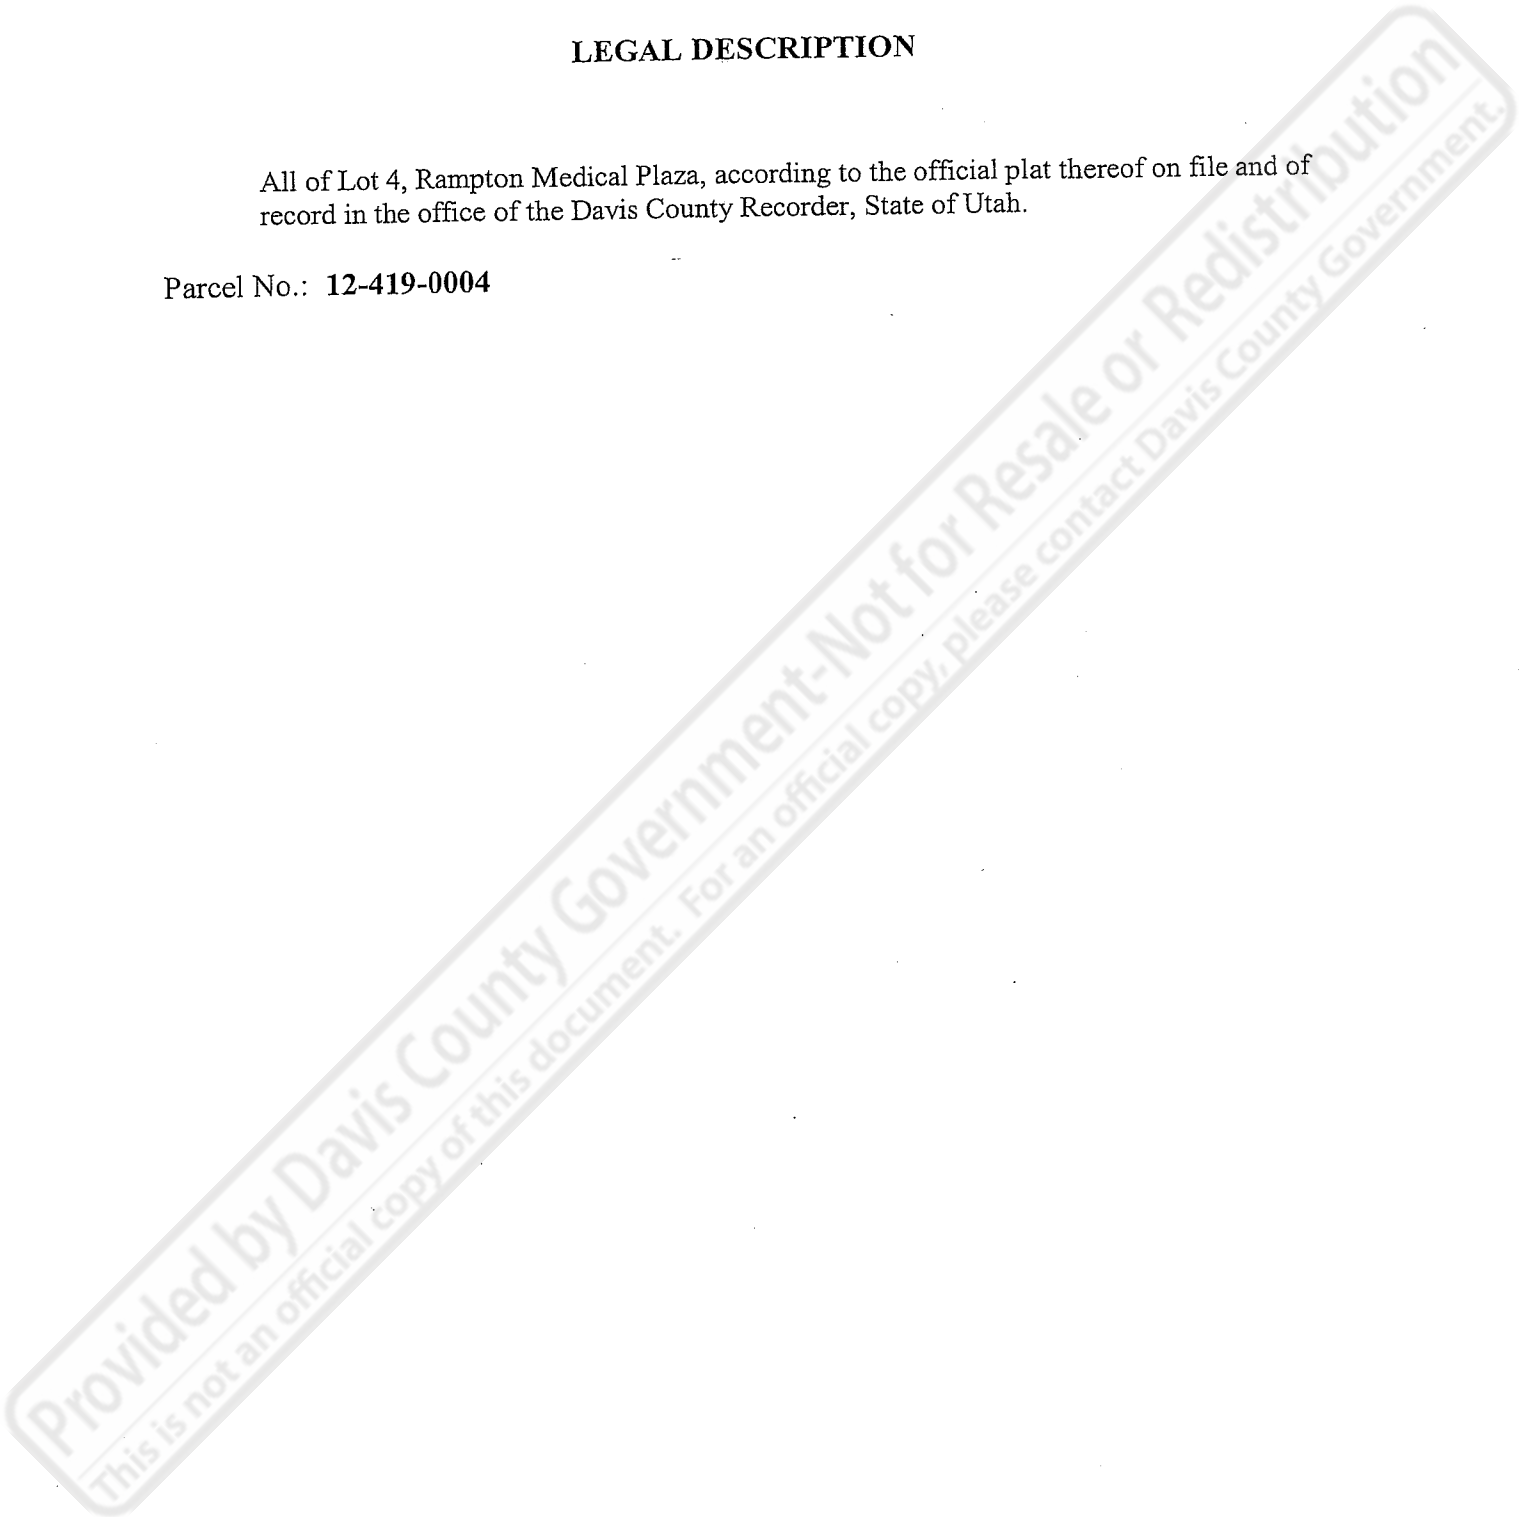 LEGAL DESCRIPTION
All of Lot 4, Rampton Medical Plaza, according to the official plat thereof on file and of
record in the office of the Davis County Recorder, State of Utah.
Parcel No.: 12-419-0004
Provided by Davis County Government-Not for Resale or Redistribution
This is not an official copy of this document. For an official copy, please contact Davis County Government.